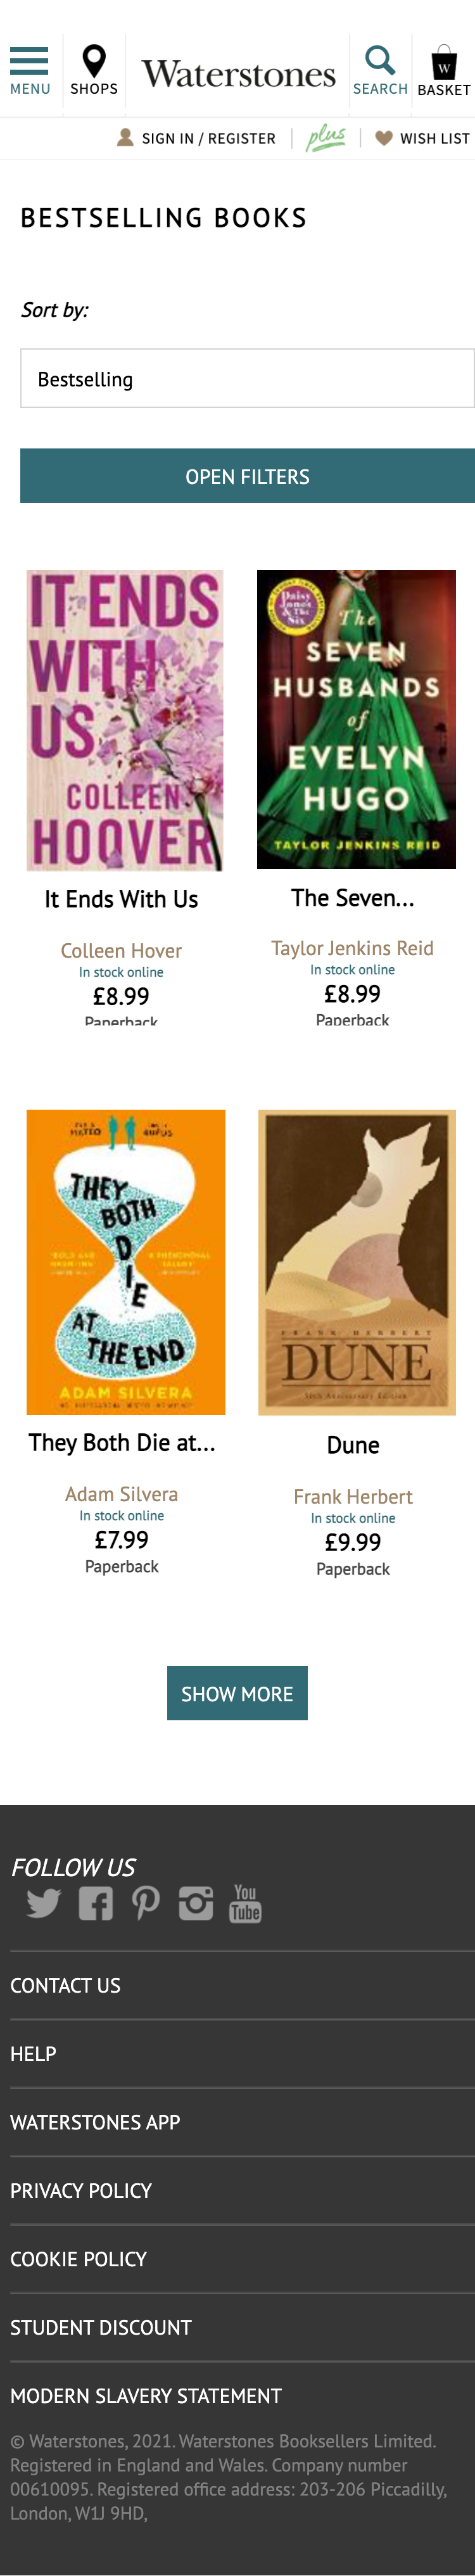 MENU
SHOPS
Waterstones
SEARCH
W
BASKET
SIGN IN / REGISTER
plus
WISH LIST
BESTSELLING BOOKS
Sort by:
Bestselling
OPEN FILTERS
IT ENDS
WITH
US
COLLEEN
HOOVER
Daisy
Jones
& The
Six
The
SEVEN
HUSBANDS
of
EVELYN
HUGO
TAYLOR JENKINS REID
It Ends With Us
Colleen Hover
In stock online
£8.99
Paperback
The Seven...
Taylor Jenkins Reid
In stock online
£8.99
Paperback
THEY
BOTH
DIE
AT
THE END
ADAM SILVERA
FRANK HERBERT
DUNE
50th Anniversary Edition
They Both Die at...
Adam Silvera
In stock online
£7.99
Paperback
Dune
Frank Herbert
In stock online
£9.99
Paperback
SHOW MORE
FOLLOW US
You
Tube
CONTACT US
HELP
WATERSTONES APP
PRIVACY POLICY
COOKIE POLICY
STUDENT DISCOUNT
MODERN SLAVERY STATEMENT
© Waterstones, 2021. Waterstones Booksellers Limited.
Registered in England and Wales. Company number
00610095. Registered office address: 203-206 Piccadilly,
London, W1J 9HD,